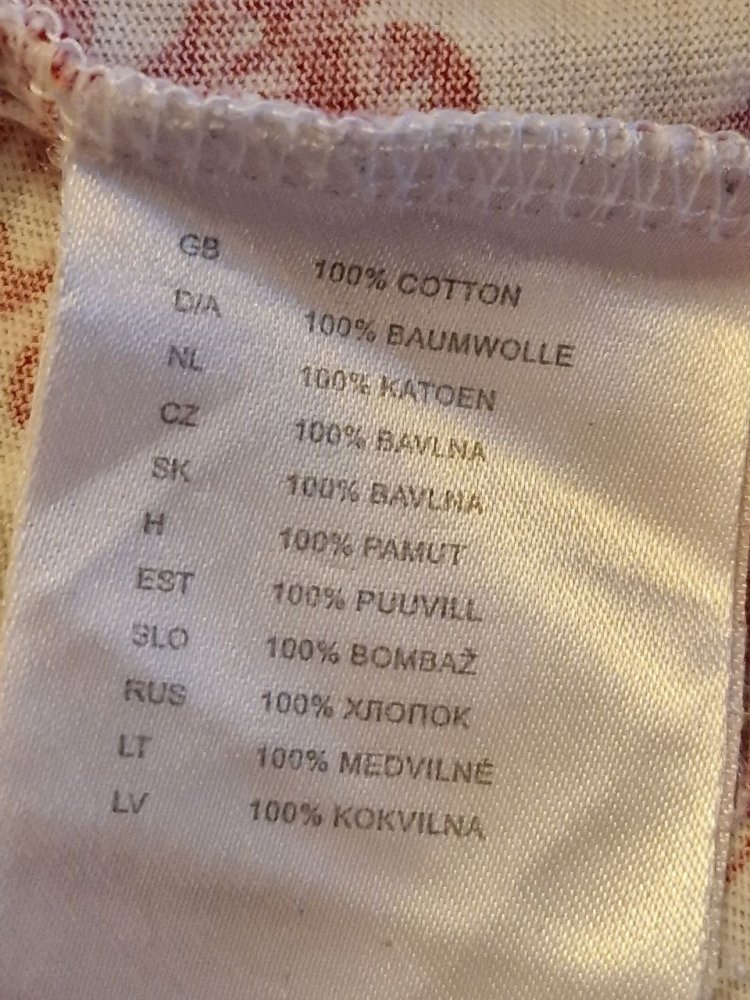 GB 100% COTTON
D/A 100% BAUMWOLLE
NL 100% KATOEN
CZ 100% BAVLNA
SK 100% BAVLNA
H 100% PAMUT
EST 100% PUUVILL
SLO 100% BOMBAŽ
RUS 100% ХЛОПОК
LT 100% MEDVILNĖ
LV 100% KOKVILNA